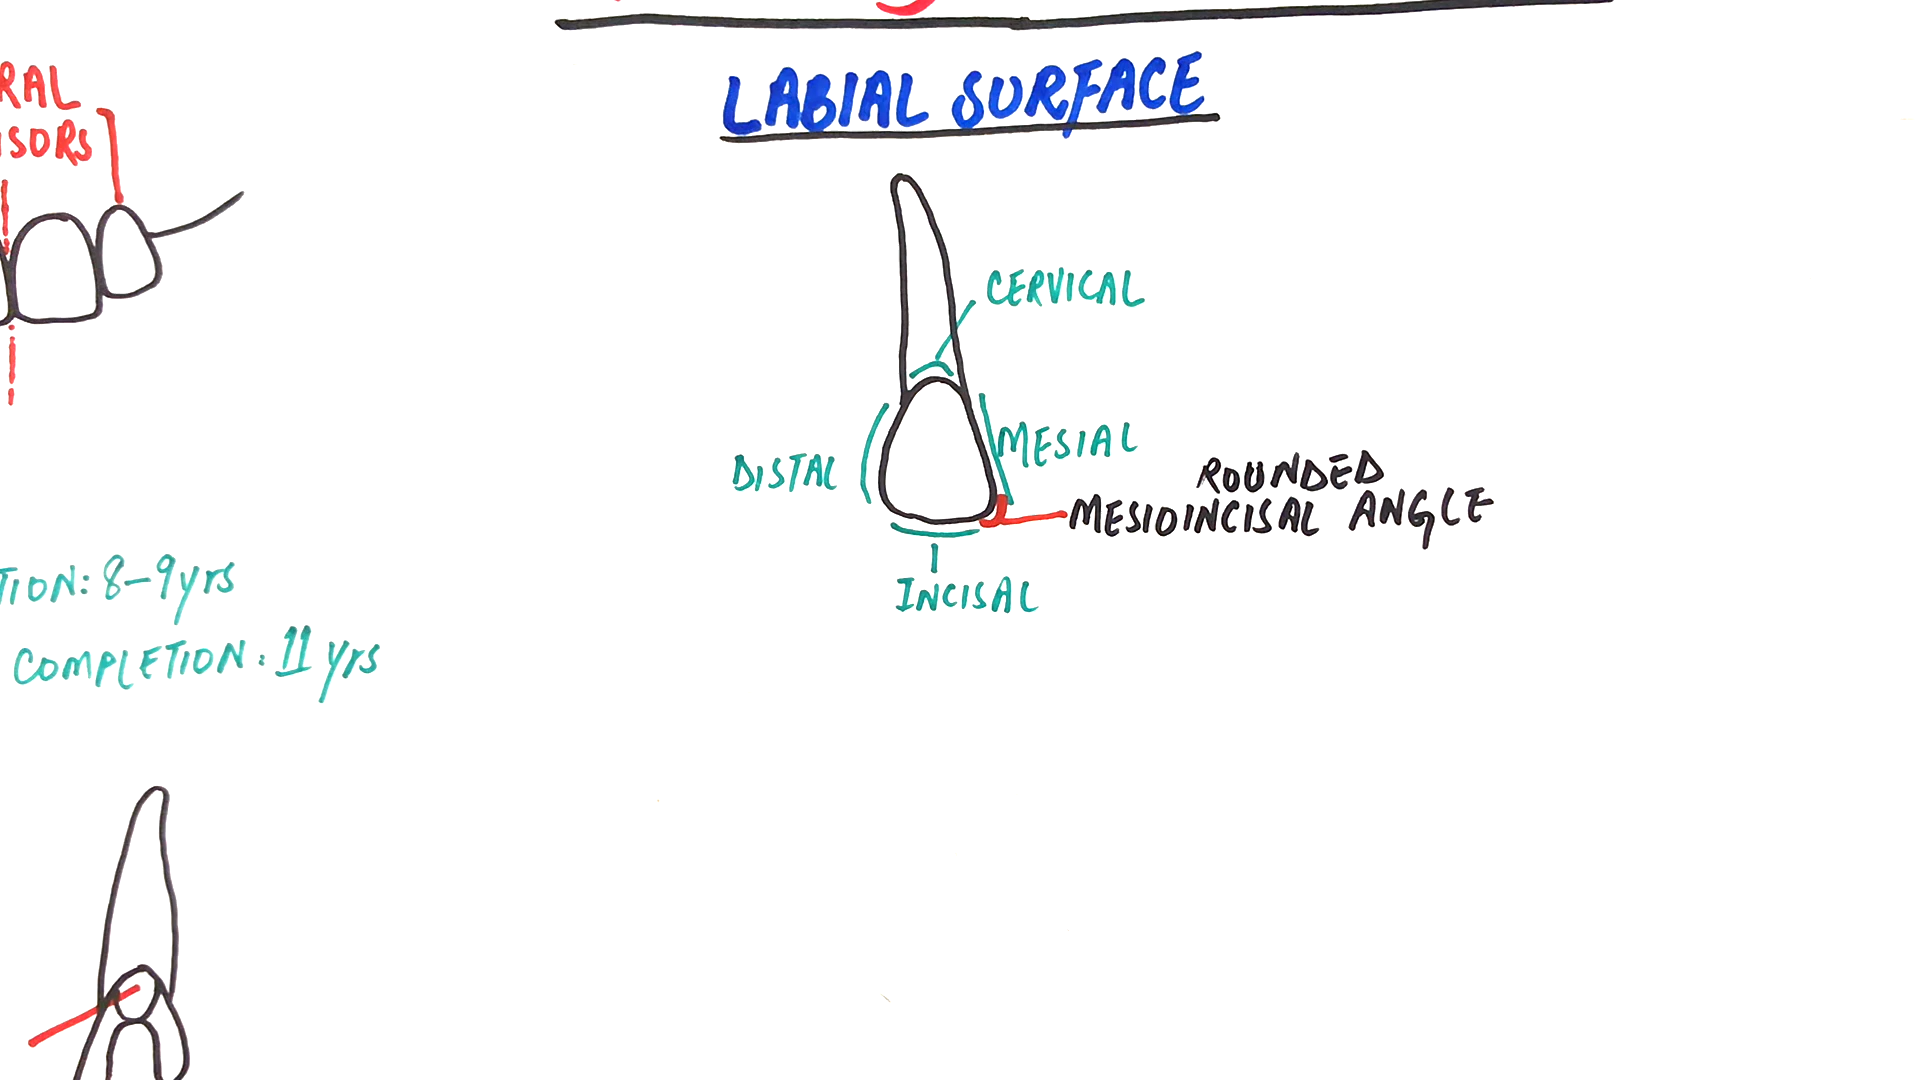 LABIAL SURFACE
RAL
ISORS
CERVICAL
MESIAL
DISTAL
ROUNDED
MESIOINCISAL ANGLE
INCISAL
TION: 8-9yrs
COMPLETION: 11 yrs